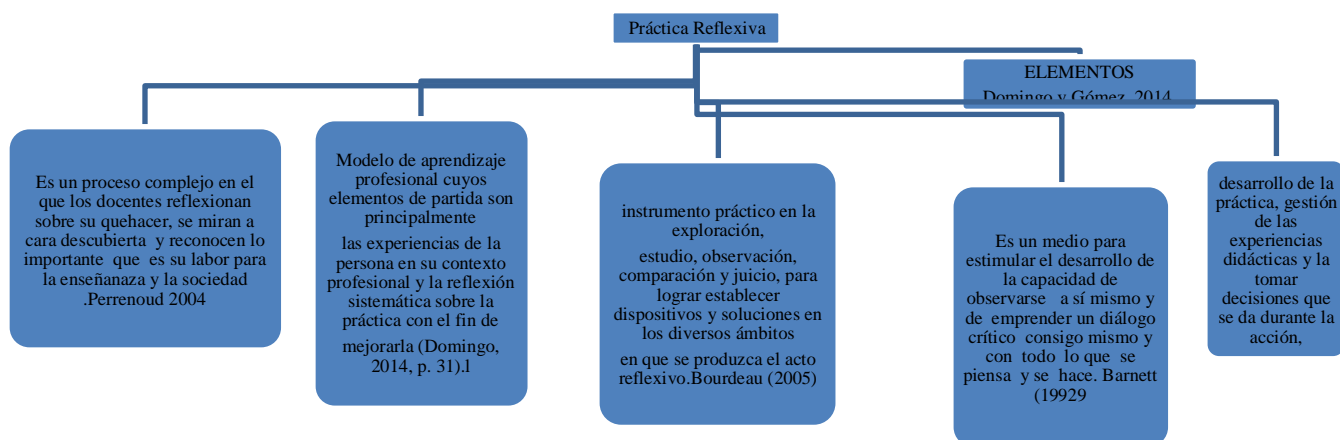 Práctica Reflexiva
ELEMENTOS
Domingo y Gómez, 2014
Es un proceso complejo en el
que los docentes reflexionan
sobre su quehacer, se miran a
cara descubierta y reconocen lo
importante que es su labor para
la enseñanaza y la sociedad
.Perrenoud 2004
Modelo de aprendizaje
profesional cuyos
elementos de partida son
principalmente
las experiencias de la
persona en su contexto
profesional y la reflexión
sistemática sobre la
práctica con el fin de
mejorarla (Domingo,
2014, p. 31).l
instrumento práctico en la
exploración,
estudio, observación,
comparación y juicio, para
lograr establecer
dispositivos y soluciones en
los diversos ámbitos
en que se produzca el acto
reflexivo.Bourdeau (2005)
Es un medio para
estimular el desarrollo de
la capacidad de
observarse a sí mismo y
de emprender un diálogo
crítico consigo mismo y
con todo lo que se
piensa y se hace. Barnett
(19929
desarrollo de la
práctica, gestión
de las
experiencias
didácticas y la
tomar
decisiones que
se da durante la
acción,